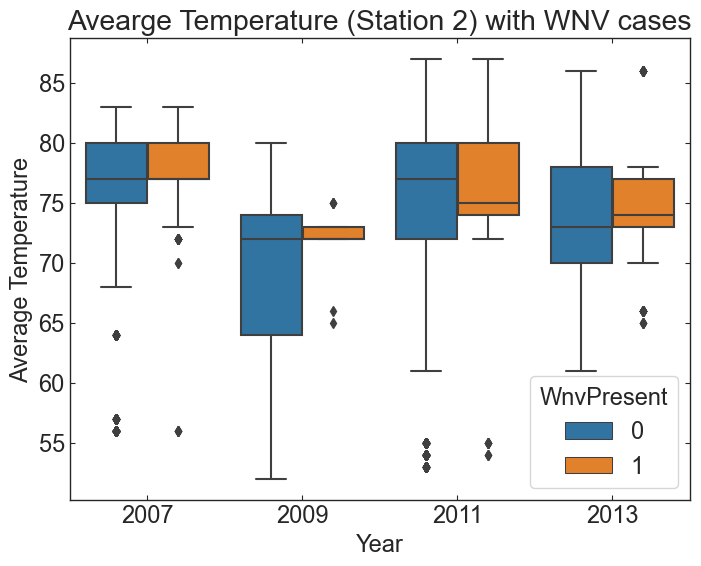 Avearge Temperature (Station 2) with WNV cases
85
80
75
70
65
60
55
Average Temperature
WnvPresent
0
1
2007 2009 2011 2013
Year